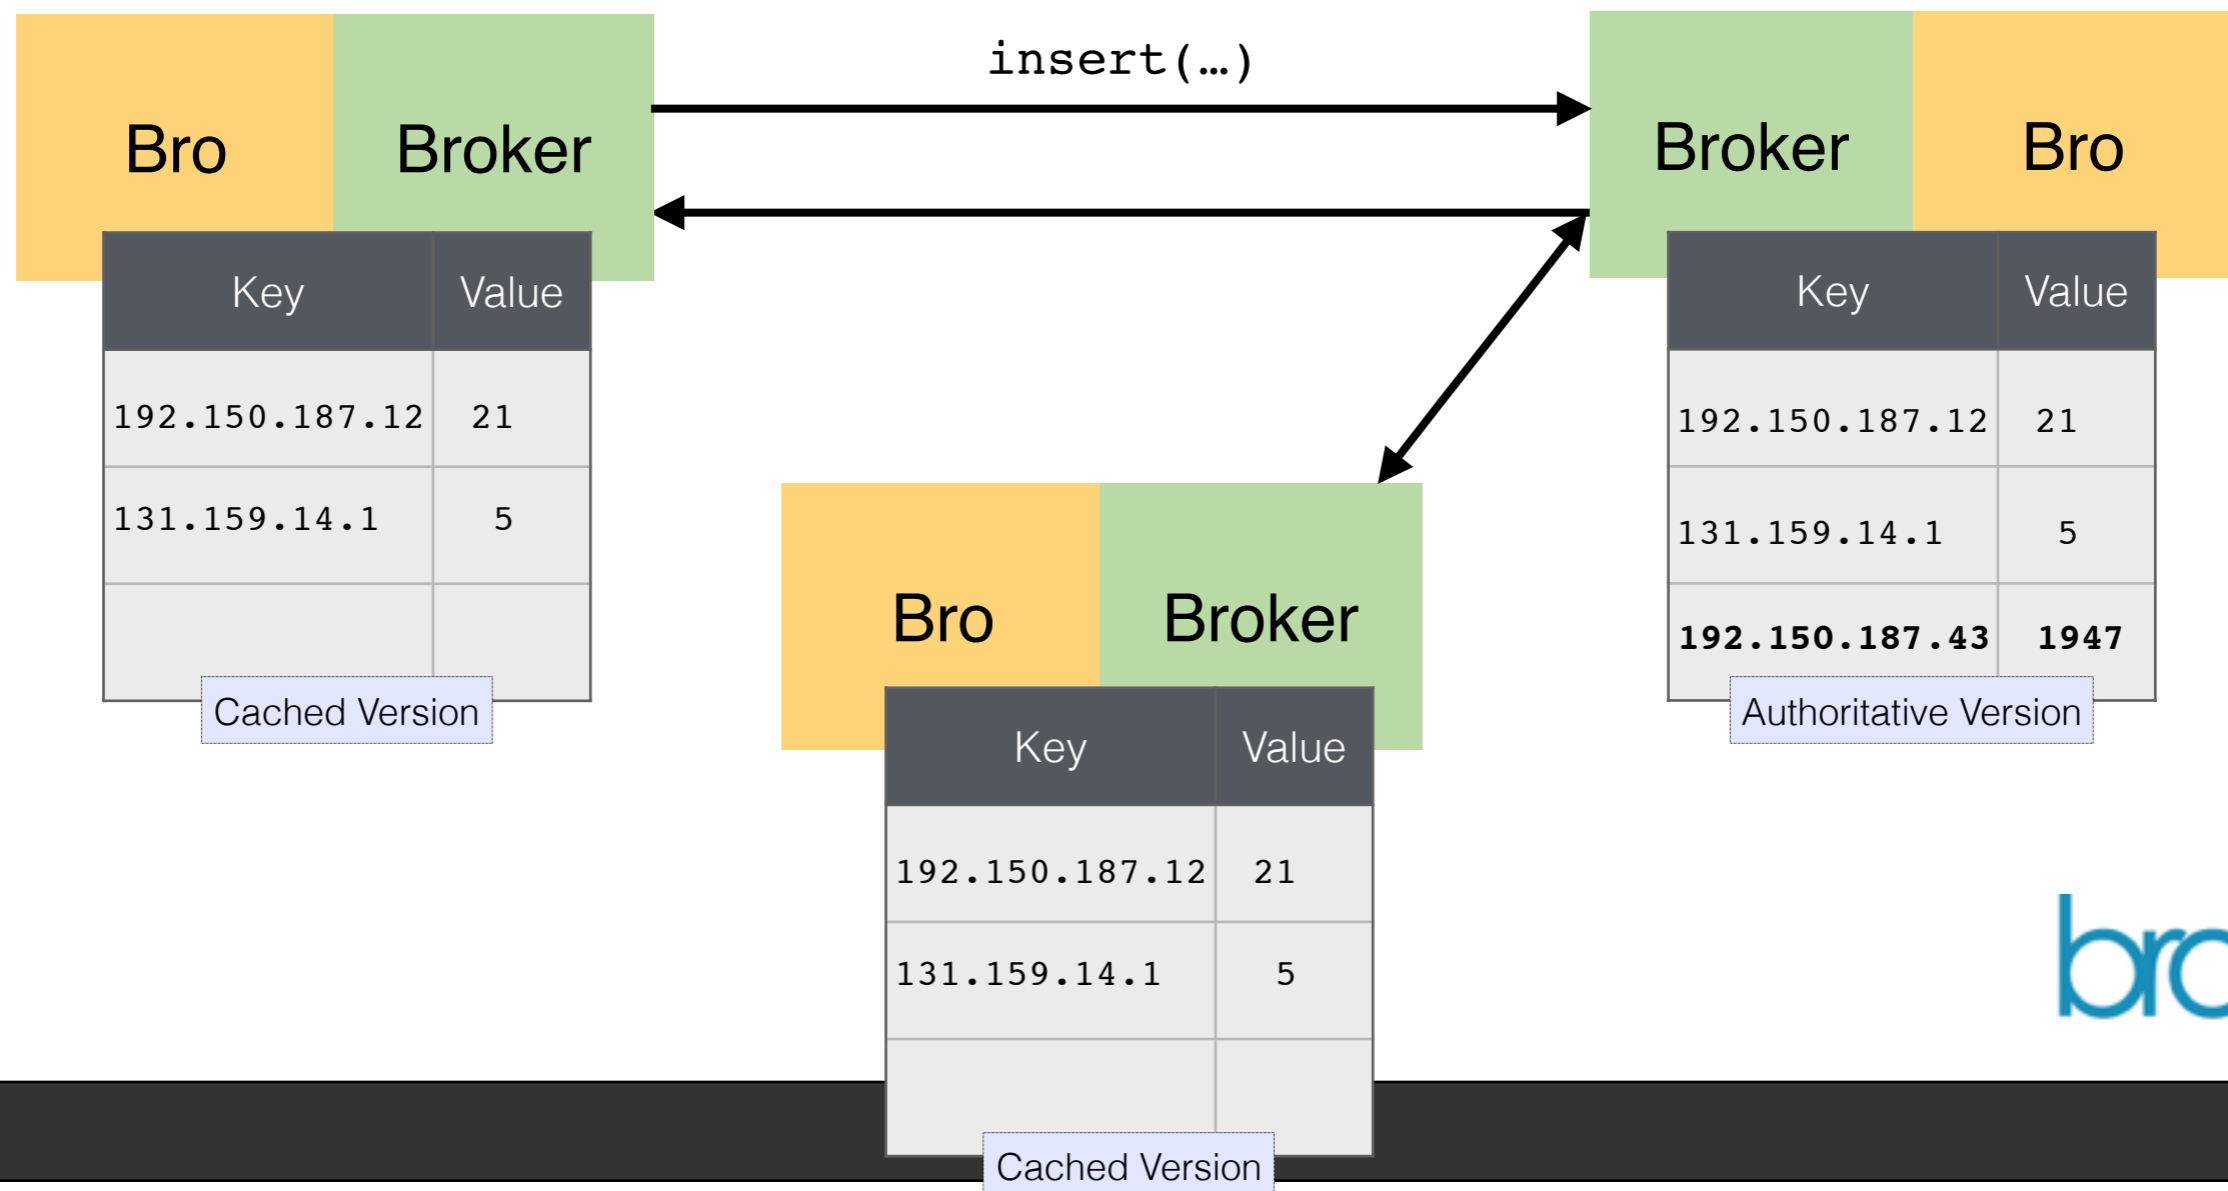 insert(…)
Bro Broker
Broker Bro
Key Value
192.150.187.12 21
131.159.14.1 5
Cached Version
Key Value
192.150.187.12 21
131.159.14.1 5
192.150.187.43 1947
Authoritative Version
Bro Broker
Key Value
192.150.187.12 21
131.159.14.1 5
Cached Version
bro